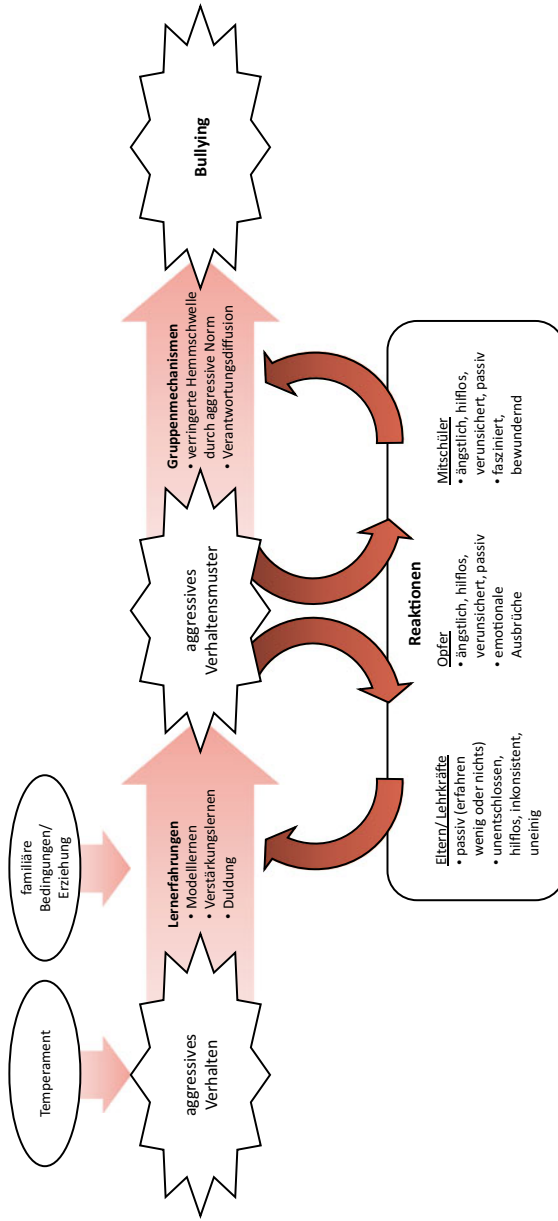 Temperament
familiäre
Bedingungen/
Erziehung
aggressives
Verhalten
Lernerfahrungen
• Modelllernen
• Verstärkungslernen
• Duldung
aggressives
Verhaltensmuster
Gruppenmechanismen
• verringerte Hemmschwelle
durch aggressive Norm
• Verantwortungsdiffusion
Bullying
Reaktionen
Eltern/ Lehrkräfte
• passiv (erfahren
wenig oder nichts)
• unentschlossen,
hilflos, inkonsistent,
uneinig
Opfer
• ängstlich, hilflos,
verunsichert, passiv
• emotionale
Ausbrüche
Mitschüler
• ängstlich, hilflos,
verunsichert, passiv
• fasziniert,
bewundernd